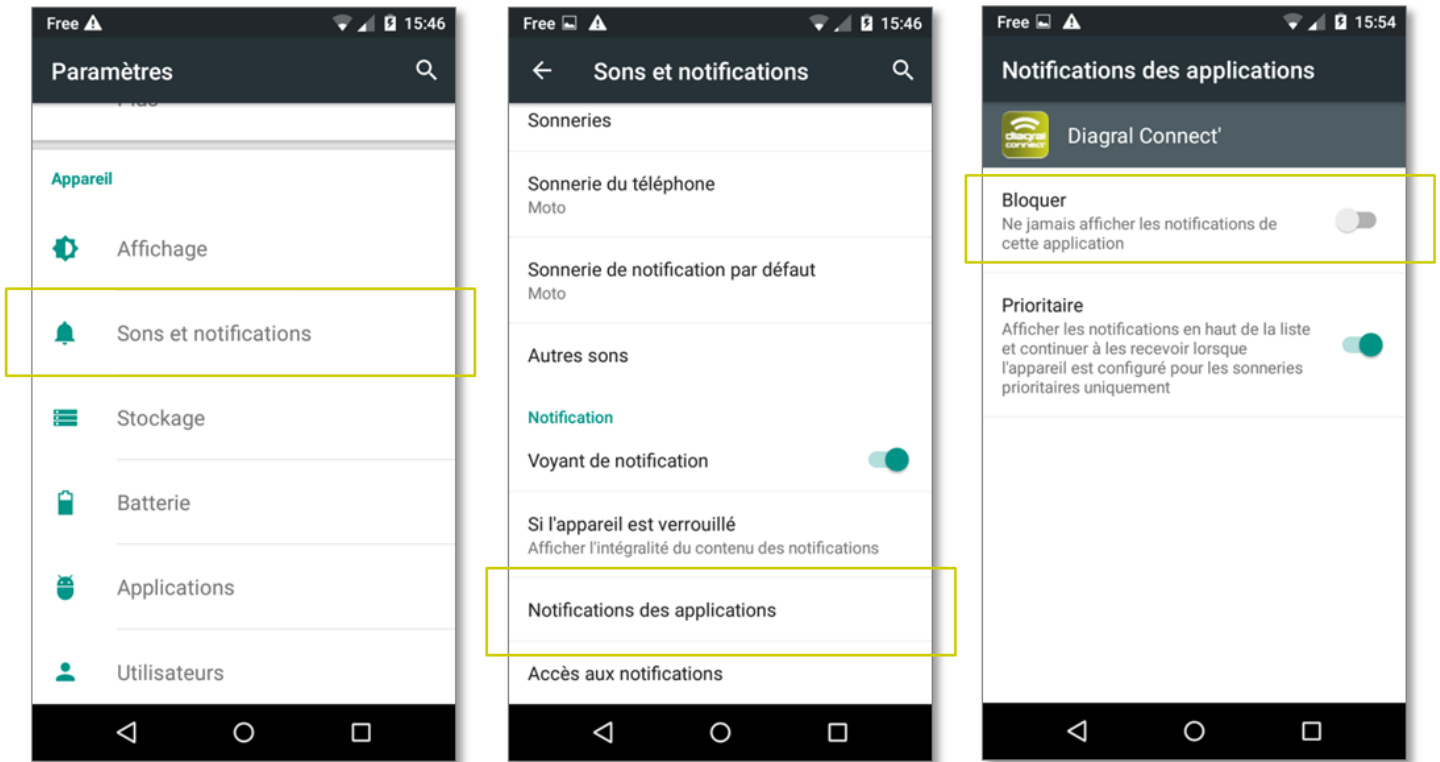 Free
15:46
Paramètres
Appareil
Affichage
Sons et notifications
Stockage
Batterie
Applications
Utilisateurs
Free
15:46
Sons et notifications
Sonneries
Sonnerie du téléphone
Moto
Sonnerie de notification par défaut
Moto
Autres sons
Notification
Voyant de notification
Si l'appareil est verrouillé
Afficher l'intégralité du contenu des notifications
Notifications des applications
Accès aux notifications
Free
15:54
Notifications des applications
diagral
connect
Diagral Connect'
Bloquer
Ne jamais afficher les notifications de
cette application
Prioritaire
Afficher les notifications en haut de la liste
et continuer à les recevoir lorsque
l'appareil est configuré pour les sonneries
prioritaires uniquement